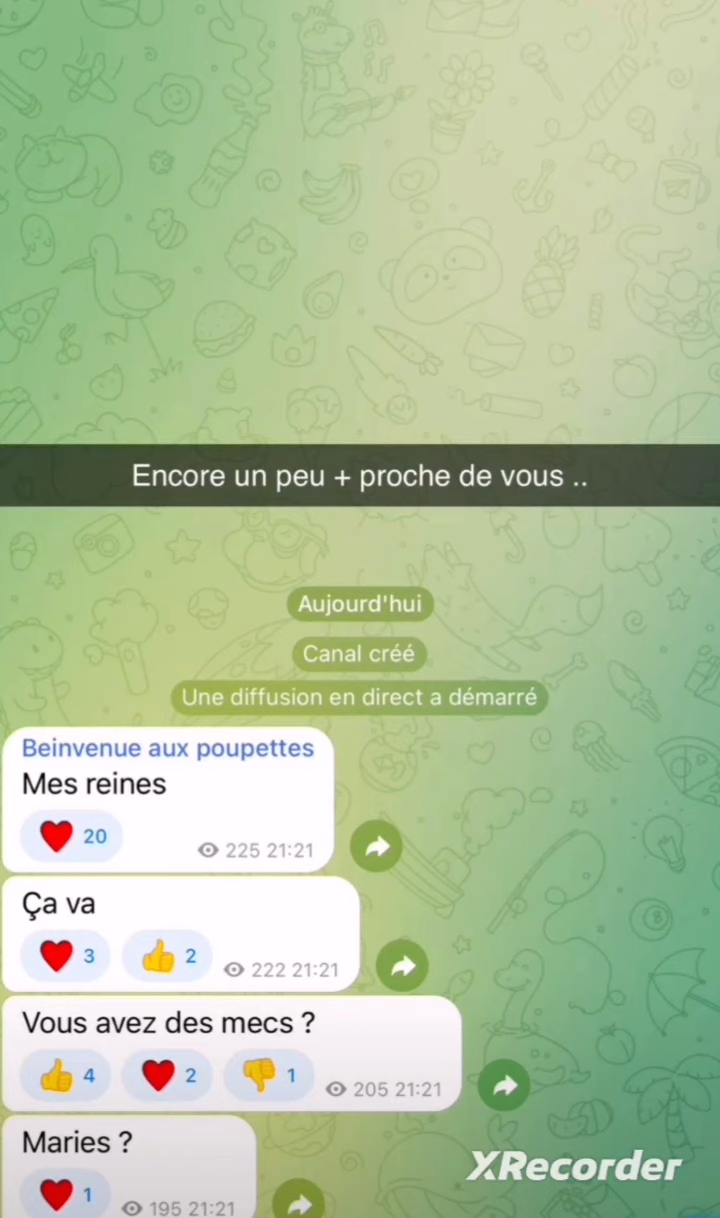 Encore un peu + proche de vous ..
Aujourd'hui
Canal créé
Une diffusion en direct a démarré
Beinvenue aux poupettes
Mes reines
20
225 21:21
Ça va
3 2 222 21:21
Vous avez des mecs ?
4 2 1 205 21:21
Maries ?
1 195 21:21
XRecorder